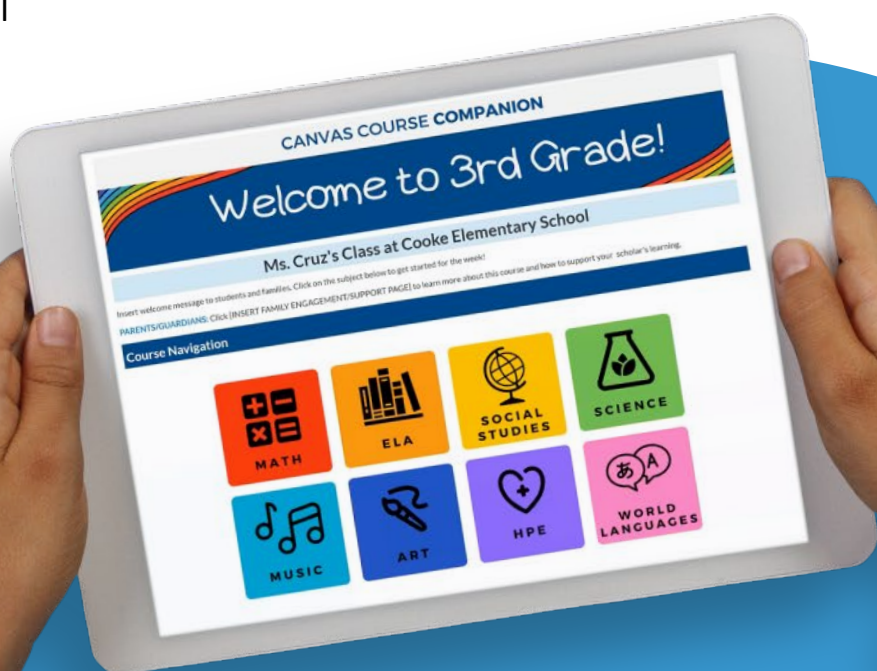 CANVAS COURSE COMPANION
Welcome to 3rd Grade!
Ms. Cruz's Class at Cooke Elementary School
Insert welcome message to students and families. Click on the subject below to get started for the week!
PARENTS/GUARDIANS: Click [INSERT FAMILY ENGAGEMENT/SUPPORT PAGE] to learn more about this course and how to support your scholar's learning.
Course Navigation
MATH
ELA
SOCIAL
STUDIES
SCIENCE
MUSIC
ART
HPE
あ A
WORLD
LANGUAGES